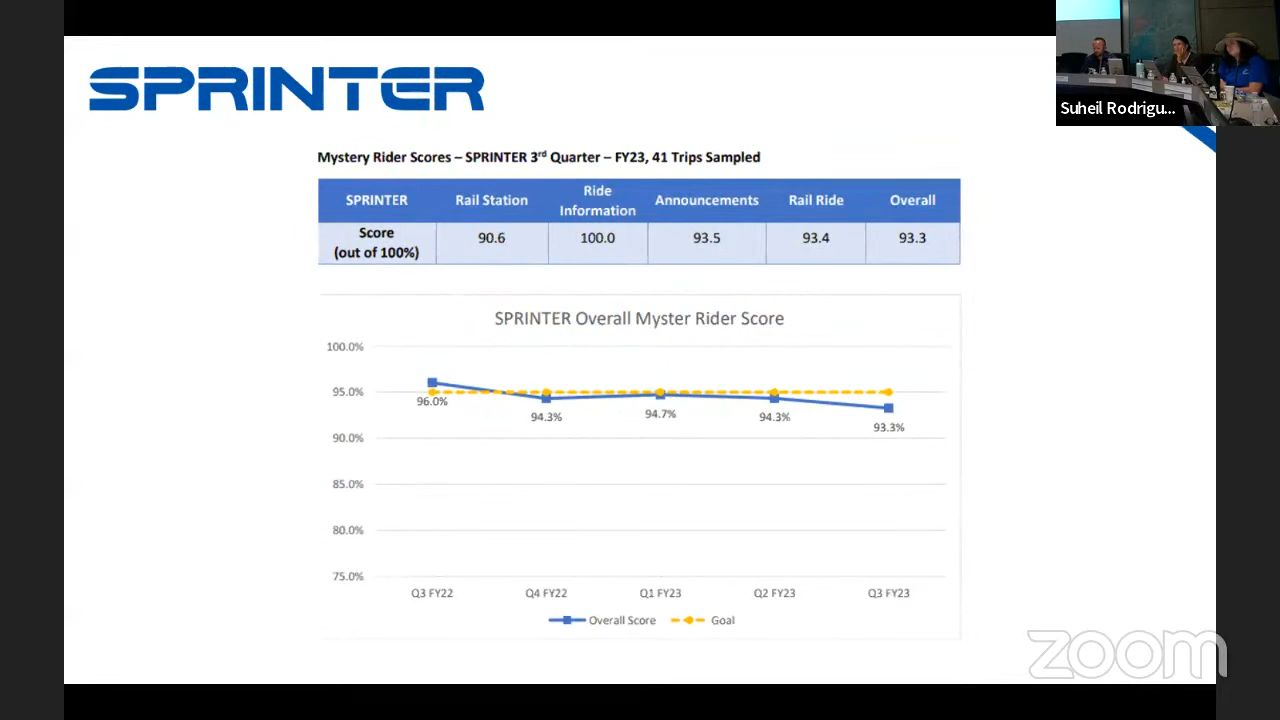 SPRINTER
Suheil Rodrigu...
Mystery Rider Scores – SPRINTER 3rd Quarter – FY23, 41 Trips Sampled
SPRINTER Rail Station Ride Information Announcements Rail Ride Overall
Score (out of 100%) 90.6 100.0 93.5 93.4 93.3
SPRINTER Overall Myster Rider Score
100.0%
95.0%
90.0%
85.0%
80.0%
75.0%
96.0% 94.3% 94.7% 94.3% 93.3%
Q3 FY22 Q4 FY22 Q1 FY23 Q2 FY23 Q3 FY23
Overall Score Goal
zoom